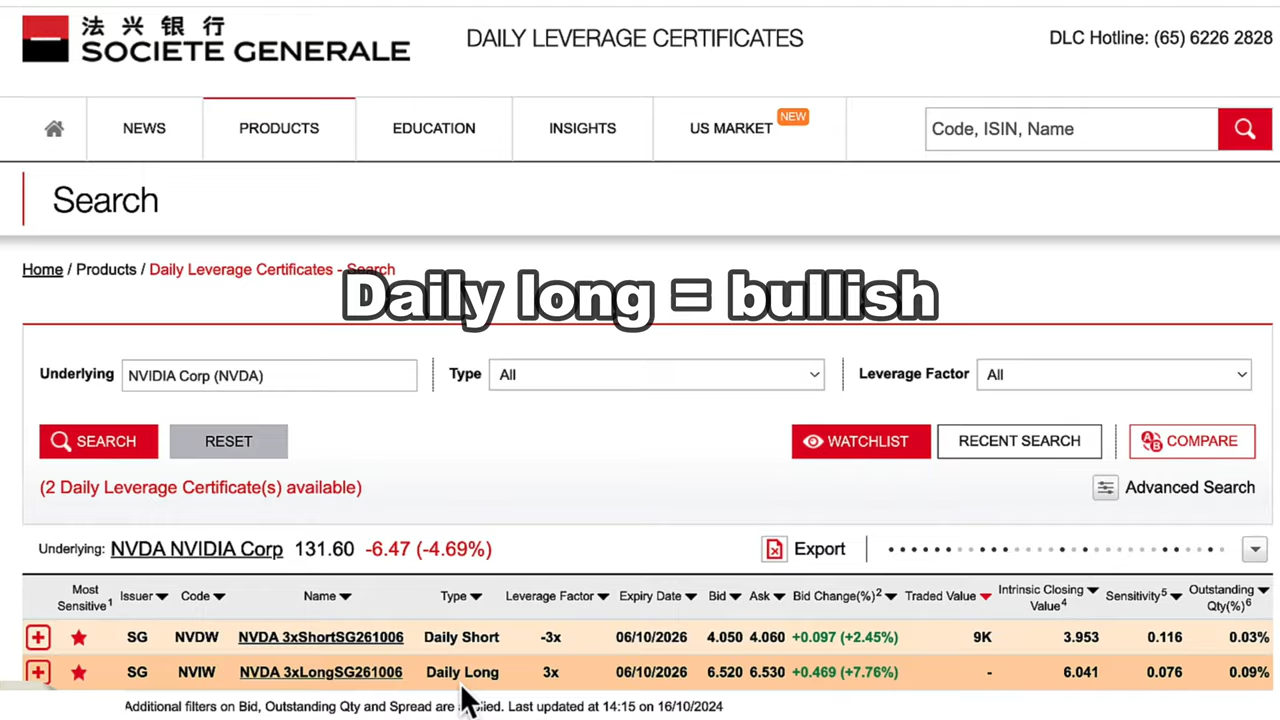 法兴银行
SOCIETE GENERALE
DAILY LEVERAGE CERTIFICATES
DLC Hotline: (65) 6226 2828
NEWS
PRODUCTS
EDUCATION
INSIGHTS
US MARKET
NEW
Code, ISIN, Name
Search
Home / Products / Daily Leverage Certificates - Search
Daily long = bullish
Underlying NVIDIA Corp (NVDA) Type All Leverage Factor All
SEARCH RESET WATCHLIST RECENT SEARCH COMPARE
(2 Daily Leverage Certificate(s) available) Advanced Search
Underlying: NVDA NVIDIA Corp 131.60 -6.47 (-4.69%) Export
Most Sensitive1 Issuer Code Name Type Leverage Factor Expiry Date Bid Ask Bid Change(%)2 Traded Value Intrinsic Closing Value4 Sensitivity5 Outstanding Qty(%)6
SG NVDW NVDA 3xShortSG261006 Daily Short -3x 06/10/2026 4.050 4.060 +0.097 (+2.45%) 9K 3.953 0.116 0.03%
SG NVIW NVDA 3xLongSG261006 Daily Long 3x 06/10/2026 6.520 6.530 +0.469 (+7.76%) - 6.041 0.076 0.09%
Additional filters on Bid, Outstanding Qty and Spread are Last updated at 14:15 on 16/10/2024